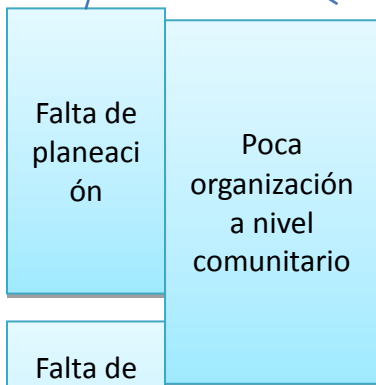 Falta de
planeaci
ón
Poca
organización
a nivel
comunitario
Falta de